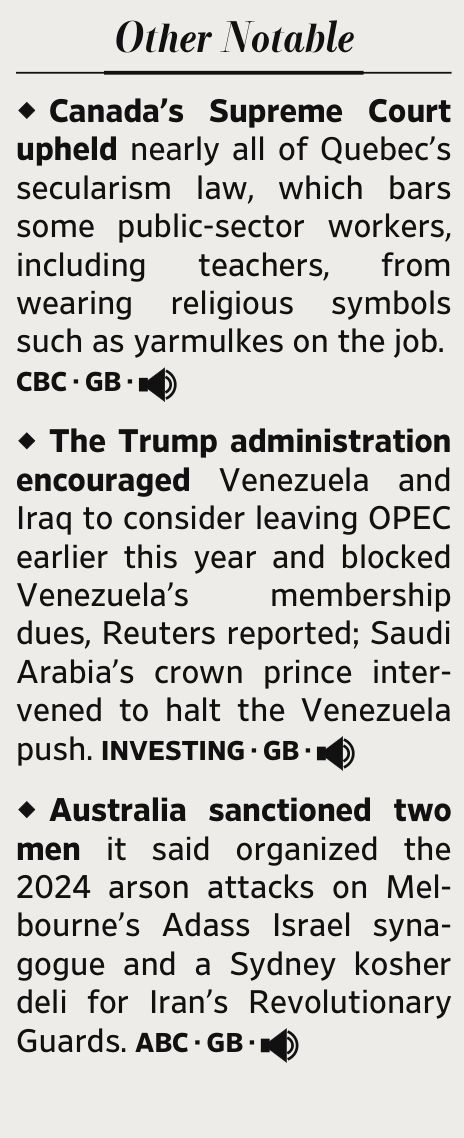 Other Notable
◆ Canada’s Supreme Court
upheld nearly all of Quebec’s
secularism law, which bars
some public-sector workers,
including teachers, from
wearing religious symbols
such as yarmulkes on the job.
CBC · GB ·
◆ The Trump administration
encouraged Venezuela and
Iraq to consider leaving OPEC
earlier this year and blocked
Venezuela’s membership
dues, Reuters reported; Saudi
Arabia’s crown prince inter-
vened to halt the Venezuela
push. INVESTING · GB ·
◆ Australia sanctioned two
men it said organized the
2024 arson attacks on Mel-
bourne’s Adass Israel syna-
gogue and a Sydney kosher
deli for Iran’s Revolutionary
Guards. ABC · GB ·